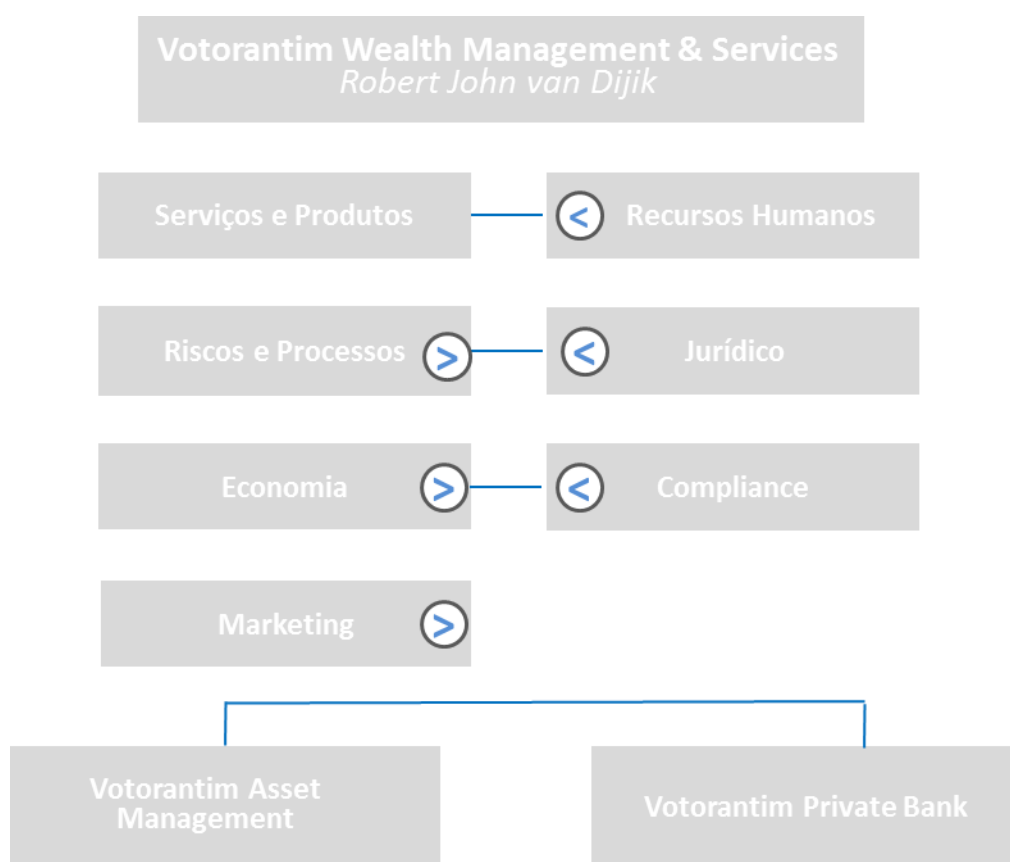 Votorantim Wealth Management & Services
Robert John van Dijik
Serviços e Produtos
< Recursos Humanos
Riscos e Processos >
< Jurídico
Economia >
< Compliance
Marketing >
Votorantim Asset
Management
Votorantim Private Bank